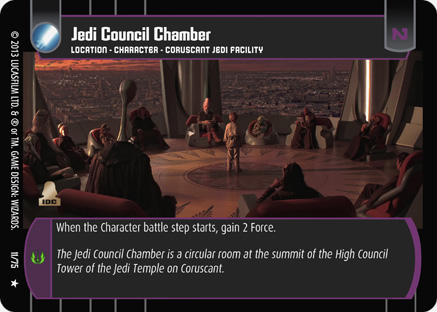 Jedi Council Chamber
LOCATION - CHARACTER - CORUSCANT JEDI FACILITY
N
© 2013 LUCASFILM LTD. & ® or TM. GAME DESIGN: WIZARDS.
11/75
IDC
When the Character battle step starts, gain 2 Force.
The Jedi Council Chamber is a circular room at the summit of the High Council
Tower of the Jedi Temple on Coruscant.